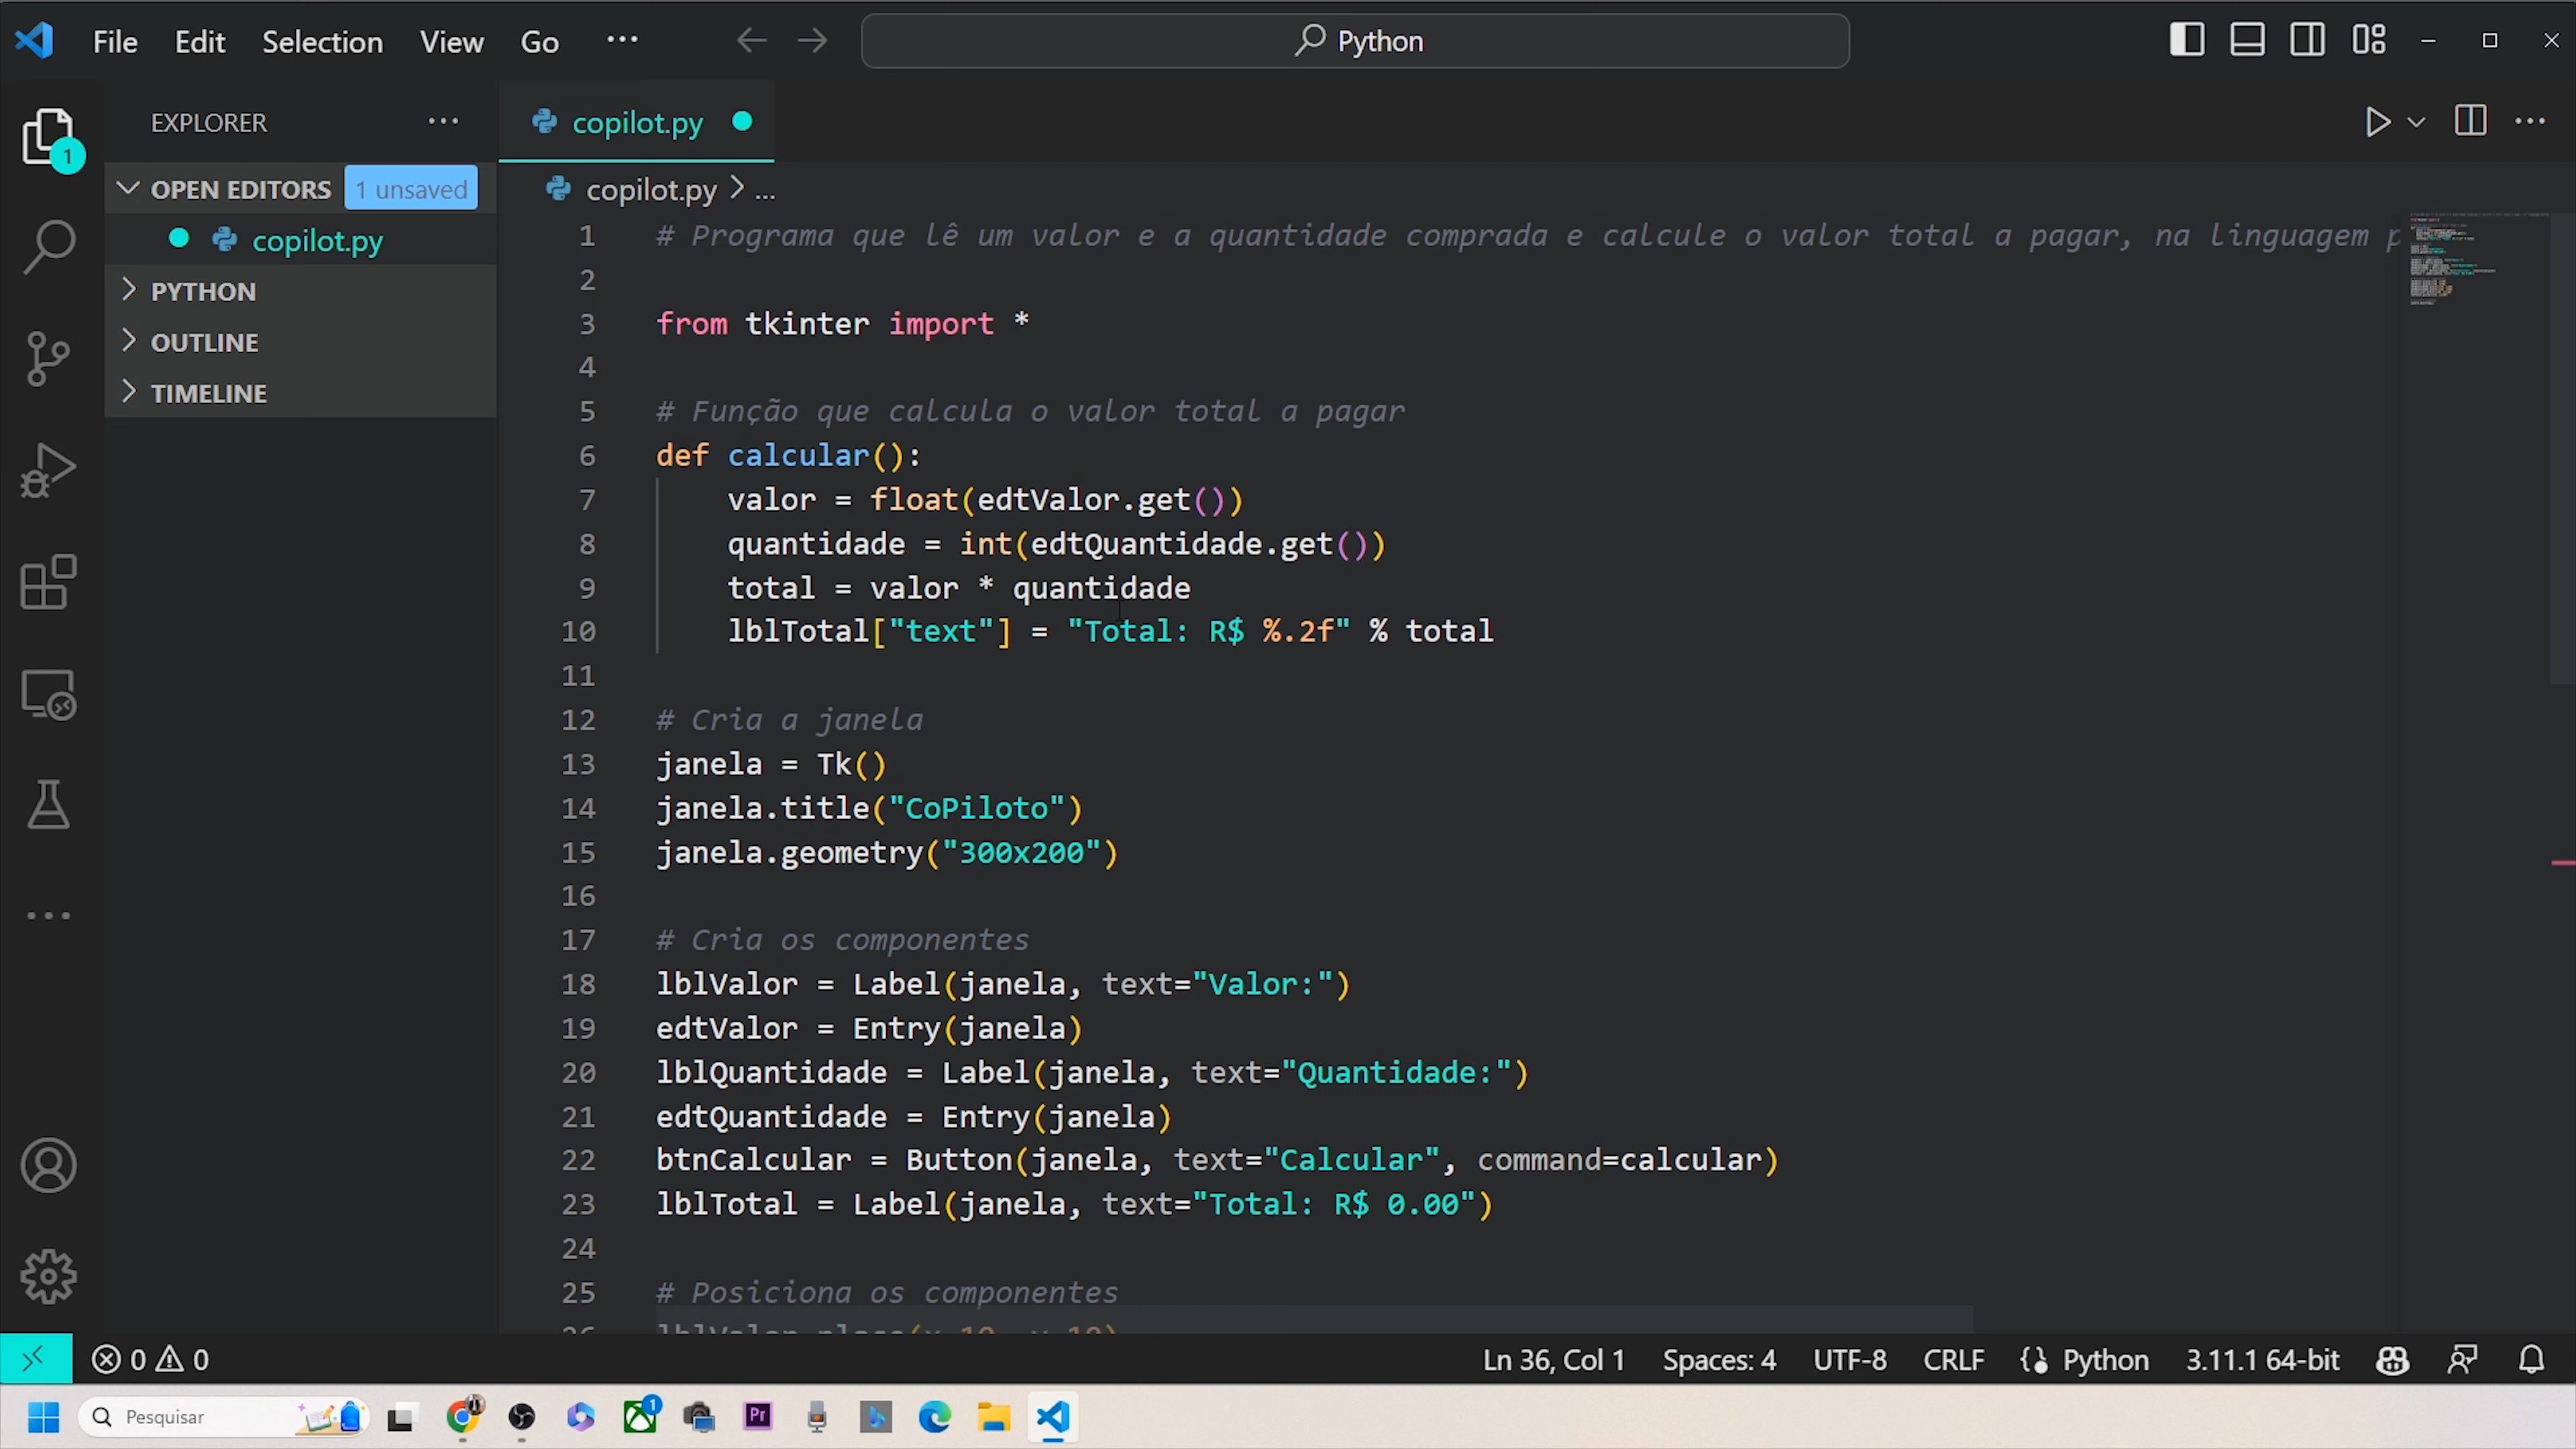 File Edit Selection View Go ...
Python
EXPLORER ...
OPEN EDITORS 1 unsaved
copilot.py
PYTHON
OUTLINE
TIMELINE
1
copilot.py
copilot.py > ...
1 # Programa que lê um valor e a quantidade comprada e calcule o valor total a pagar, na linguagem p
2
3 from tkinter import *
4
5 # Função que calcula o valor total a pagar
6 def calcular():
7 valor = float(edtValor.get())
8 quantidade = int(edtQuantidade.get())
9 total = valor * quantidade
10 lblTotal["text"] = "Total: R$ %.2f" % total
11
12 # Cria a janela
13 janela = Tk()
14 janela.title("CoPiloto")
15 janela.geometry("300x200")
16
17 # Cria os componentes
18 lblValor = Label(janela, text="Valor:")
19 edtValor = Entry(janela)
20 lblQuantidade = Label(janela, text="Quantidade:")
21 edtQuantidade = Entry(janela)
22 btnCalcular = Button(janela, text="Calcular", command=calcular)
23 lblTotal = Label(janela, text="Total: R$ 0.00")
24
25 # Posiciona os componentes
0 0
Ln 36, Col 1 Spaces: 4 UTF-8 CRLF Python 3.11.1 64-bit
Pesquisar
1
Pr